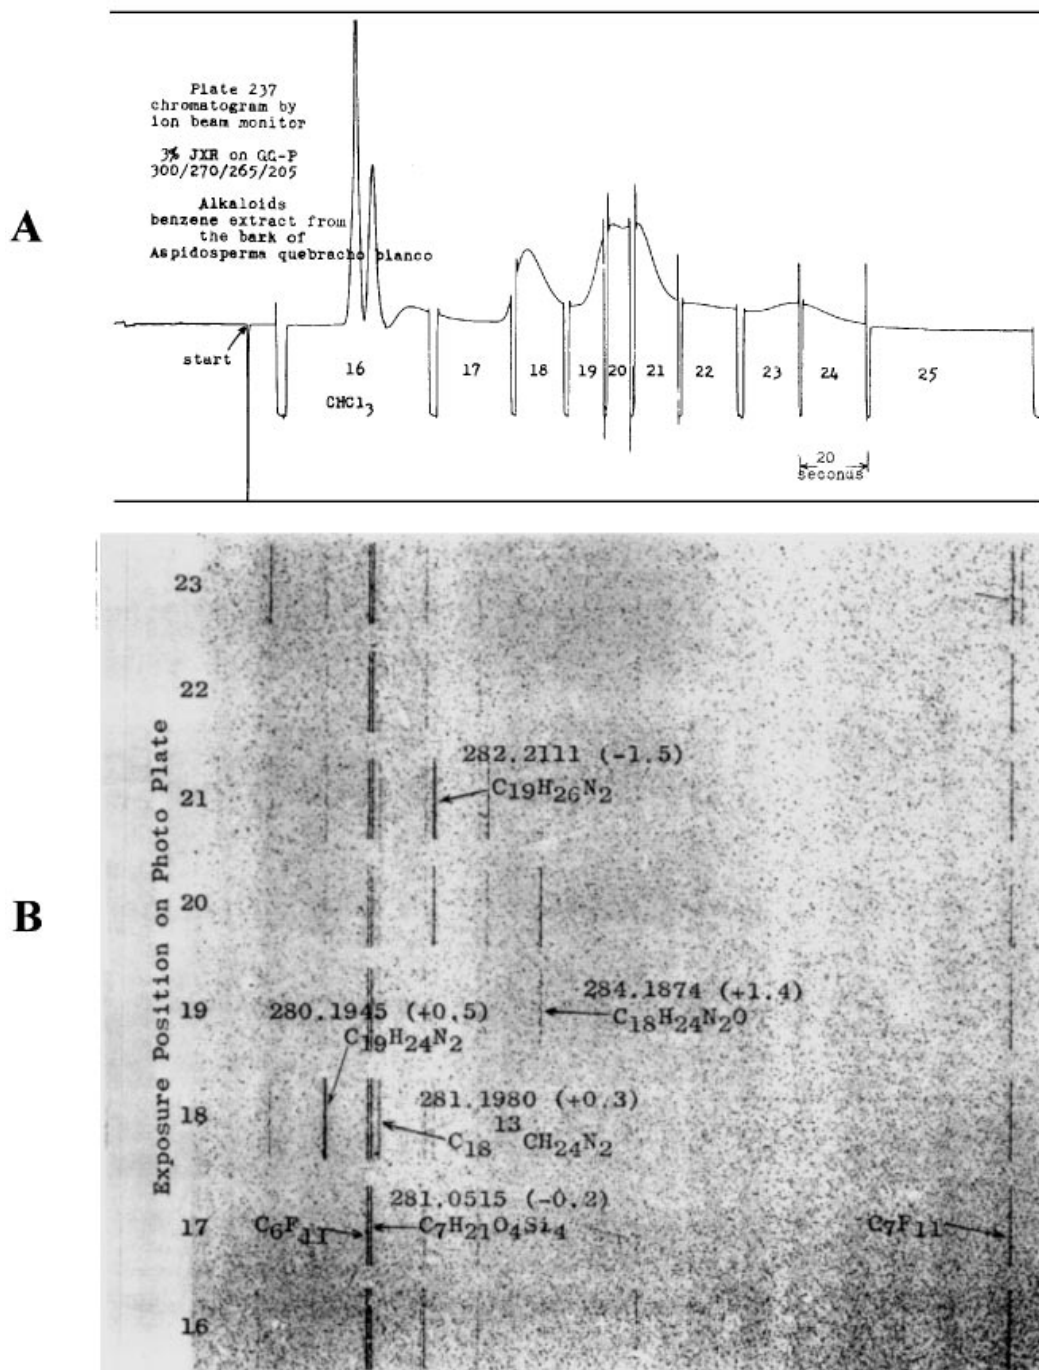 A
Plate 237
chromatogram by
ion beam monitor
3% JXR on GC-P
300/270/265/205
Alkaloids
benzene extract from
the bark of
Aspidosperma quebracho blanco
start
16 17 18 19 20 21 22 23 24 25
CHCl3
20
seconds
B
Exposure Position on Photo Plate
23
22
282.2111 (-1.5)
C19H26N2
21
20
284.1874 (+1.4)
C18H24N2O
19
280.1945 (+0.5)
C19H24N2
18
281.1980 (+0.3)
C18 13CH24N2
17
281.0515 (-0.2)
C6F11
C7H21O4Si4
C7F11
16